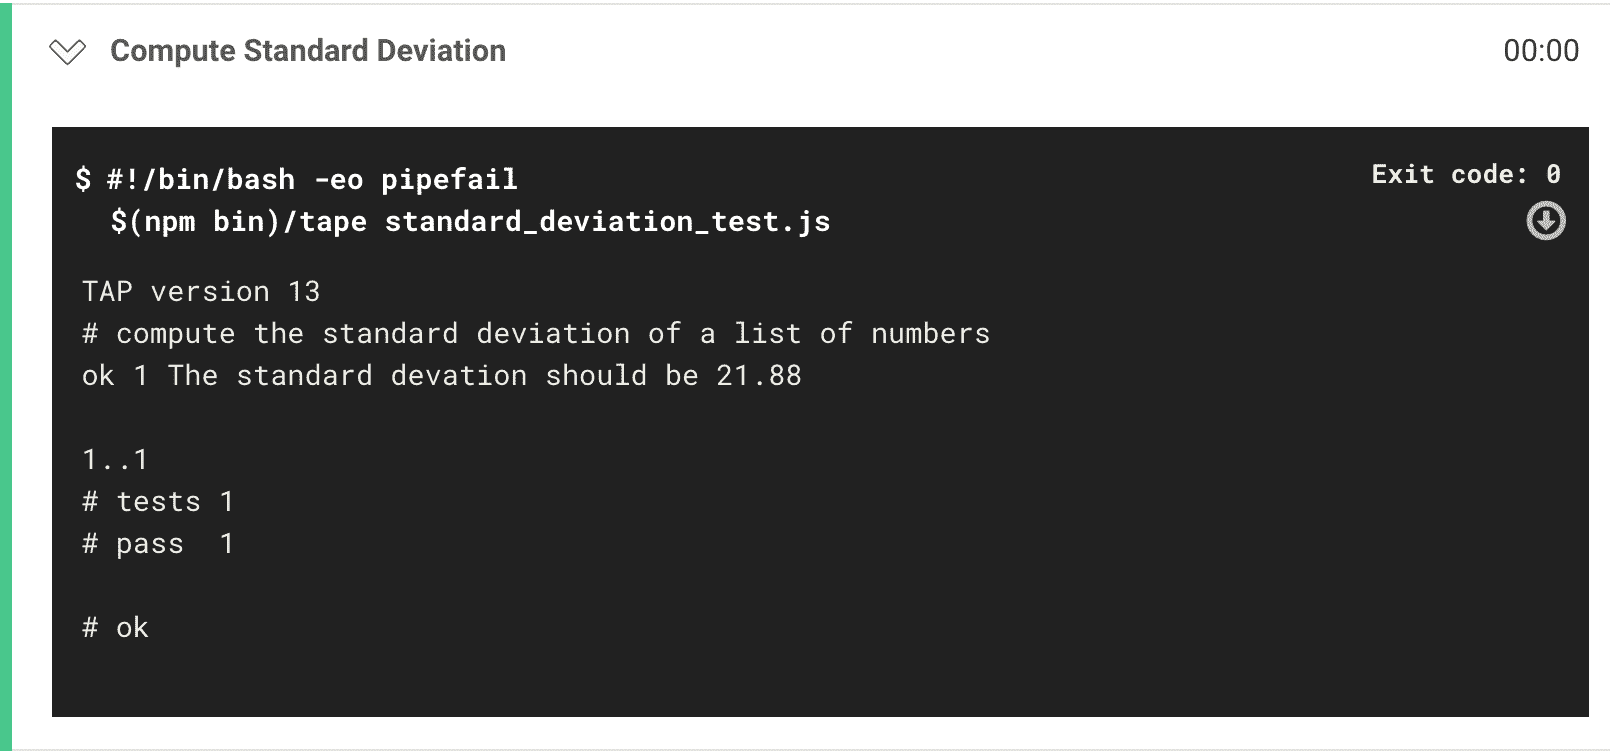 Compute Standard Deviation
00:00
$ #!/bin/bash -eo pipefail
Exit code: 0
$(npm bin)/tape standard_deviation_test.js
TAP version 13
# compute the standard deviation of a list of numbers
ok 1 The standard devation should be 21.88
1..1
# tests 1
# pass  1
# ok